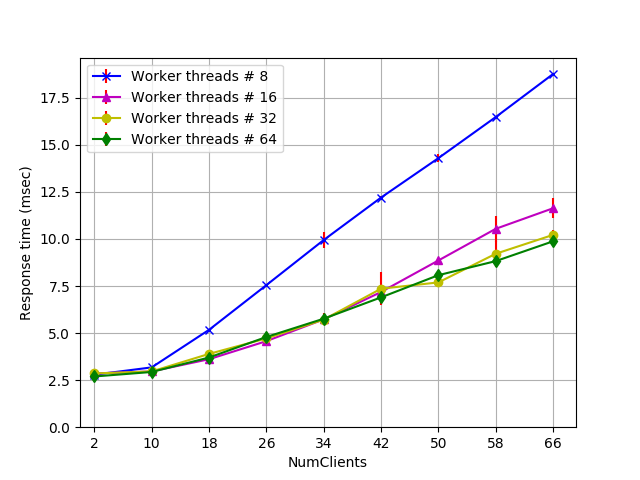 Worker threads # 8
Worker threads # 16
Worker threads # 32
Worker threads # 64
Response time (msec)
17.5
15.0
12.5
10.0
7.5
5.0
2.5
0.0
2 10 18 26 34 42 50 58 66
NumClients